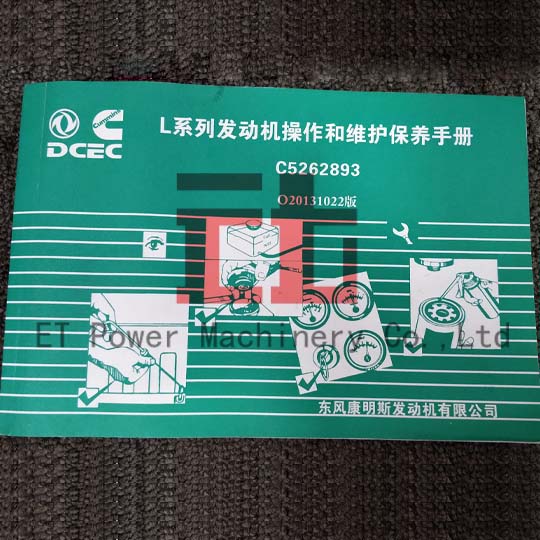 Cummins
DCEC
L系列发动机操作和维护保养手册
C5262893
O20131022版
ET Power Machinery Co.,Ltd
东风康明斯发动机有限公司